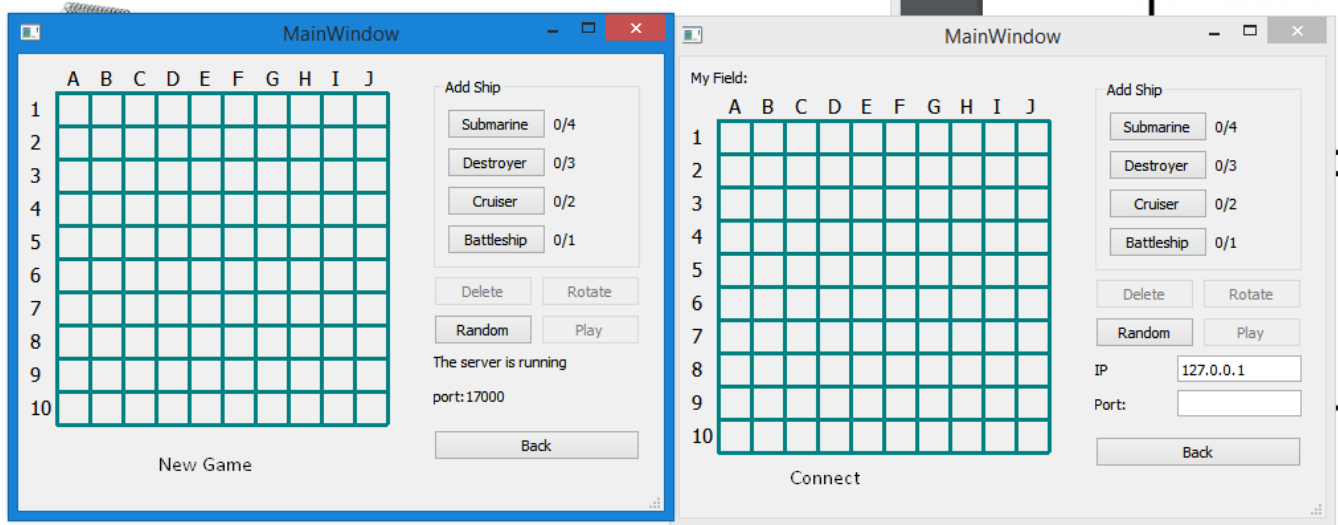 MainWindow
A B C D E F G H I J
1
2
3
4
5
6
7
8
9
10
Add Ship
Submarine 0/4
Destroyer 0/3
Cruiser 0/2
Battleship 0/1
Delete Rotate
Random Play
The server is running
port:17000
Back
New Game
MainWindow
My Field:
A B C D E F G H I J
1
2
3
4
5
6
7
8
9
10
Add Ship
Submarine 0/4
Destroyer 0/3
Cruiser 0/2
Battleship 0/1
Delete Rotate
Random Play
IP 127.0.0.1
Port:
Back
Connect